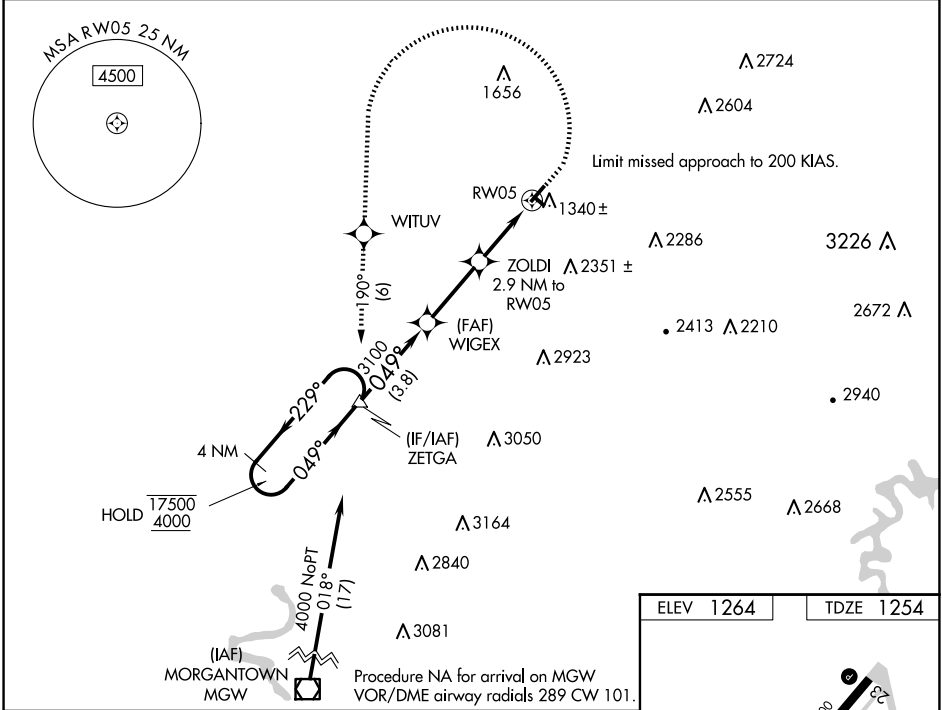 MSA RW05 25 NM
4500
1656
2724
2604
Limit missed approach to 200 KIAS.
RW05
1340 ±
WITUV
2286
3226
ZOLDI
2.9 NM to
RW05
2351 ±
190°
(6)
2672
(FAF)
WIGEX
2413
2210
3100
049°
(3.8)
2923
2940
229°
049°
4 NM
(IF/IAF)
ZETGA
3050
HOLD 17500
4000
2555
2668
3164
4000 NoPT
018°
(17)
2840
3081
ELEV 1264
TDZE 1254
(IAF)
MORGANTOWN
MGW
Procedure NA for arrival on MGW
VOR/DME airway radials 289 CW 101.
P
23